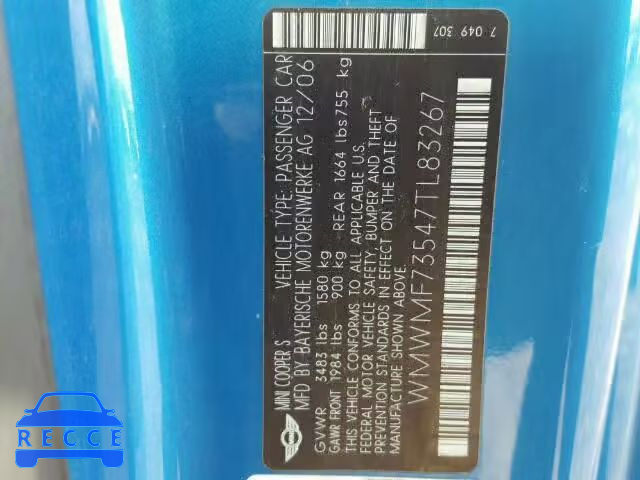 MINI COOPER S VEHICLE TYPE: PASSENGER CAR
MFD BY BAYERISCHE MOTORENWERKE AG 12/06
GVWR 3483 lbs 1580 kg
GAWR FRONT 1984 lbs 900 kg REAR 1664 lbs 755 kg
THIS VEHICLE CONFORMS TO ALL APPLICABLE U.S.
FEDERAL MOTOR VEHICLE SAFETY, BUMPER AND THEFT
PREVENTION STANDARDS IN EFFECT ON THE DATE OF
MANUFACTURE SHOWN ABOVE.
WMWMF73547TL83267
7 049 307
RECCE